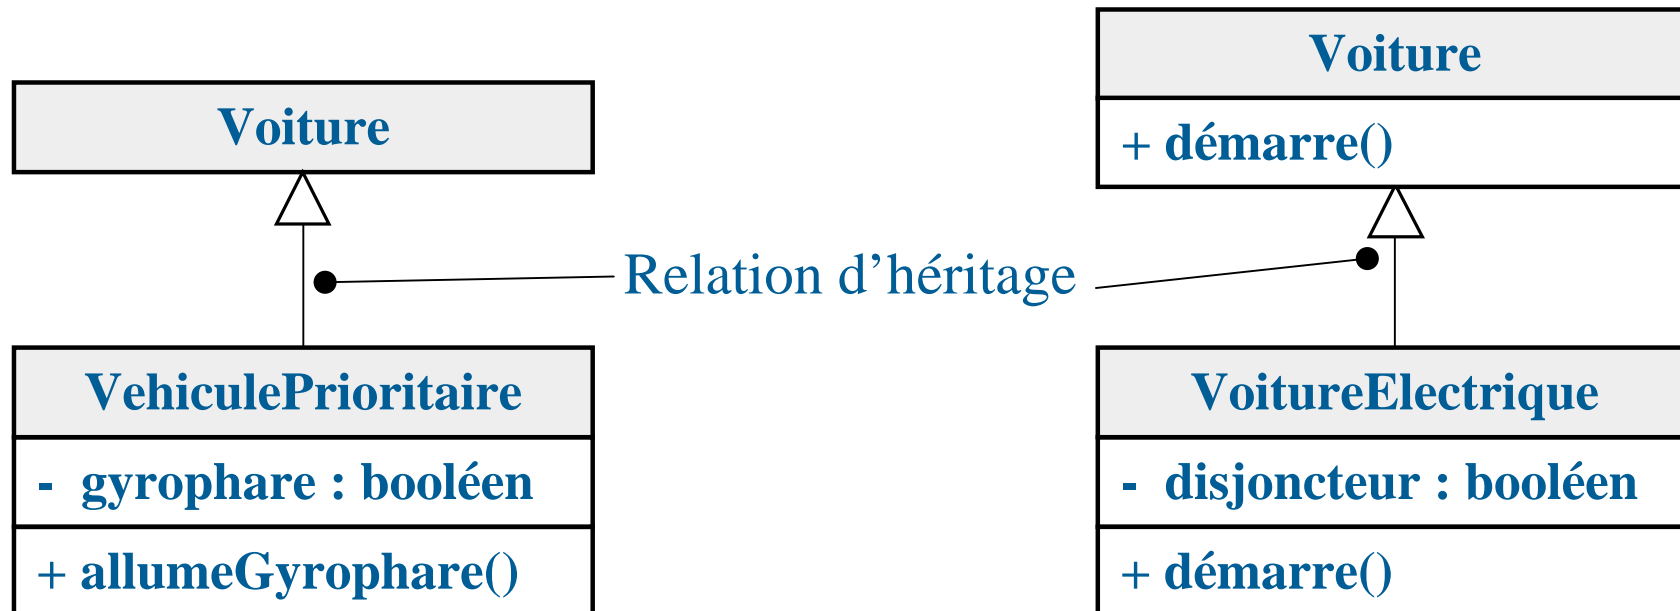 Voiture
Voiture
+ démarre()
Relation d’héritage
VehiculePrioritaire
- gyrophare : booléen
+ allumeGyrophare()
VoitureElectrique
- disjoncteur : booléen
+ démarre()